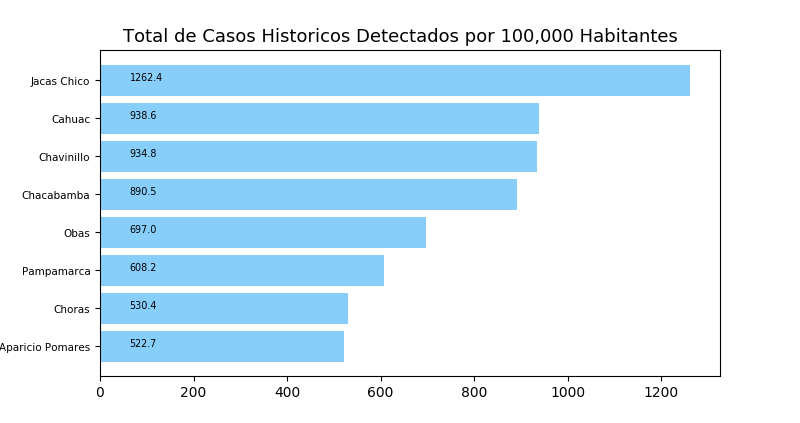 Total de Casos Historicos Detectados por 100,000 Habitantes
Jacas Chico 1262.4
Cahuac 938.6
Chavinillo 934.8
Chacabamba 890.5
Obas 697.0
Pampamarca 608.2
Choras 530.4
Aparicio Pomares 522.7
0 200 400 600 800 1000 1200